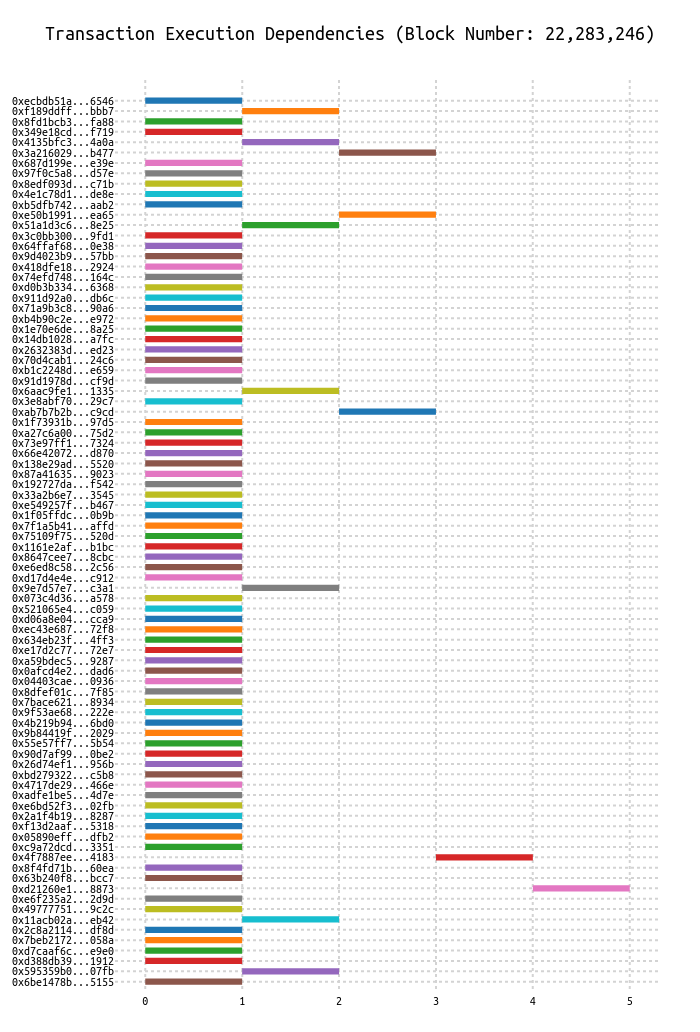 Transaction Execution Dependencies (Block Number: 22,283,246)
0xecbdb51a...6546
0xf189ddff...bbb7
0x8fd1bcb3...fa88
0x349e18cd...f719
0x4135bfc3...4a0a
0x3a216029...b477
0x687d199e...e39e
0x97f0c5a8...d57e
0x8edf093d...c71b
0x4e1c78d1...de8e
0xb5dfb742...aab2
0xe50b1991...ea65
0x51a1d3c6...8e25
0x3c0bb300...9fd1
0x64ffaf68...0e38
0x9d4023b9...57bb
0x418dfe18...2924
0x74efd748...164c
0xd0b3b334...6368
0x911d92a0...db6c
0x71a9b3c8...90a6
0xb4b90c2e...e972
0x1e70e6de...8a25
0x14db1028...a7fc
0x2632383d...ed23
0x70d4cab1...24c6
0xb1c2248d...e659
0x91d1978d...cf9d
0x6aac9fe1...1335
0x3e8abf70...29c7
0xab7b7b2b...c9cd
0x1f73931b...97d5
0xa27c6a00...75d2
0x73e97ff1...7324
0x66e42072...d870
0x138e29ad...5520
0x87a41635...9023
0x192727da...f542
0x33a2b6e7...3545
0xe549257f...b467
0x1f05ffdc...0b9b
0x7f1a5b41...affd
0x75109f75...520d
0x1161e2af...b1bc
0x8647cee7...8cbc
0xe6ed8c58...2c56
0xd17d4e4e...c912
0x9e7d57e7...c3a1
0x073c4d36...a578
0x521065e4...c059
0xd06a8e04...cca9
0xec43e687...72f8
0x634eb23f...4ff3
0xe17d2c77...72e7
0xa59bdec5...9287
0x0afcd4e2...dad6
0x04403cae...0936
0x8dfef01c...7f85
0x7bace621...8934
0x9f53ae68...222e
0x4b219b94...6bd0
0x9b84419f...2029
0x55e57ff7...5b54
0x90d7af99...0be2
0x26d74ef1...956b
0xbd279322...c5b8
0x4717de29...466e
0xadfe1be5...4d7e
0xe6bd52f3...02fb
0x2a1f4b19...8287
0xf13d2aaf...5318
0x05890eff...dfb2
0xc9a72dcd...3351
0x4f7887ee...4183
0x8f4fd71b...60ea
0x63b240f8...bcc7
0xd21260e1...8873
0xe6f235a2...2d9d
0x49777751...9c2c
0x11acb02a...eb42
0x2c8a2114...df8d
0x7beb2172...058a
0xd7caaf6c...e9e0
0xd388db39...1912
0x595359b0...07fb
0x6be1478b...5155
0 1 2 3 4 5